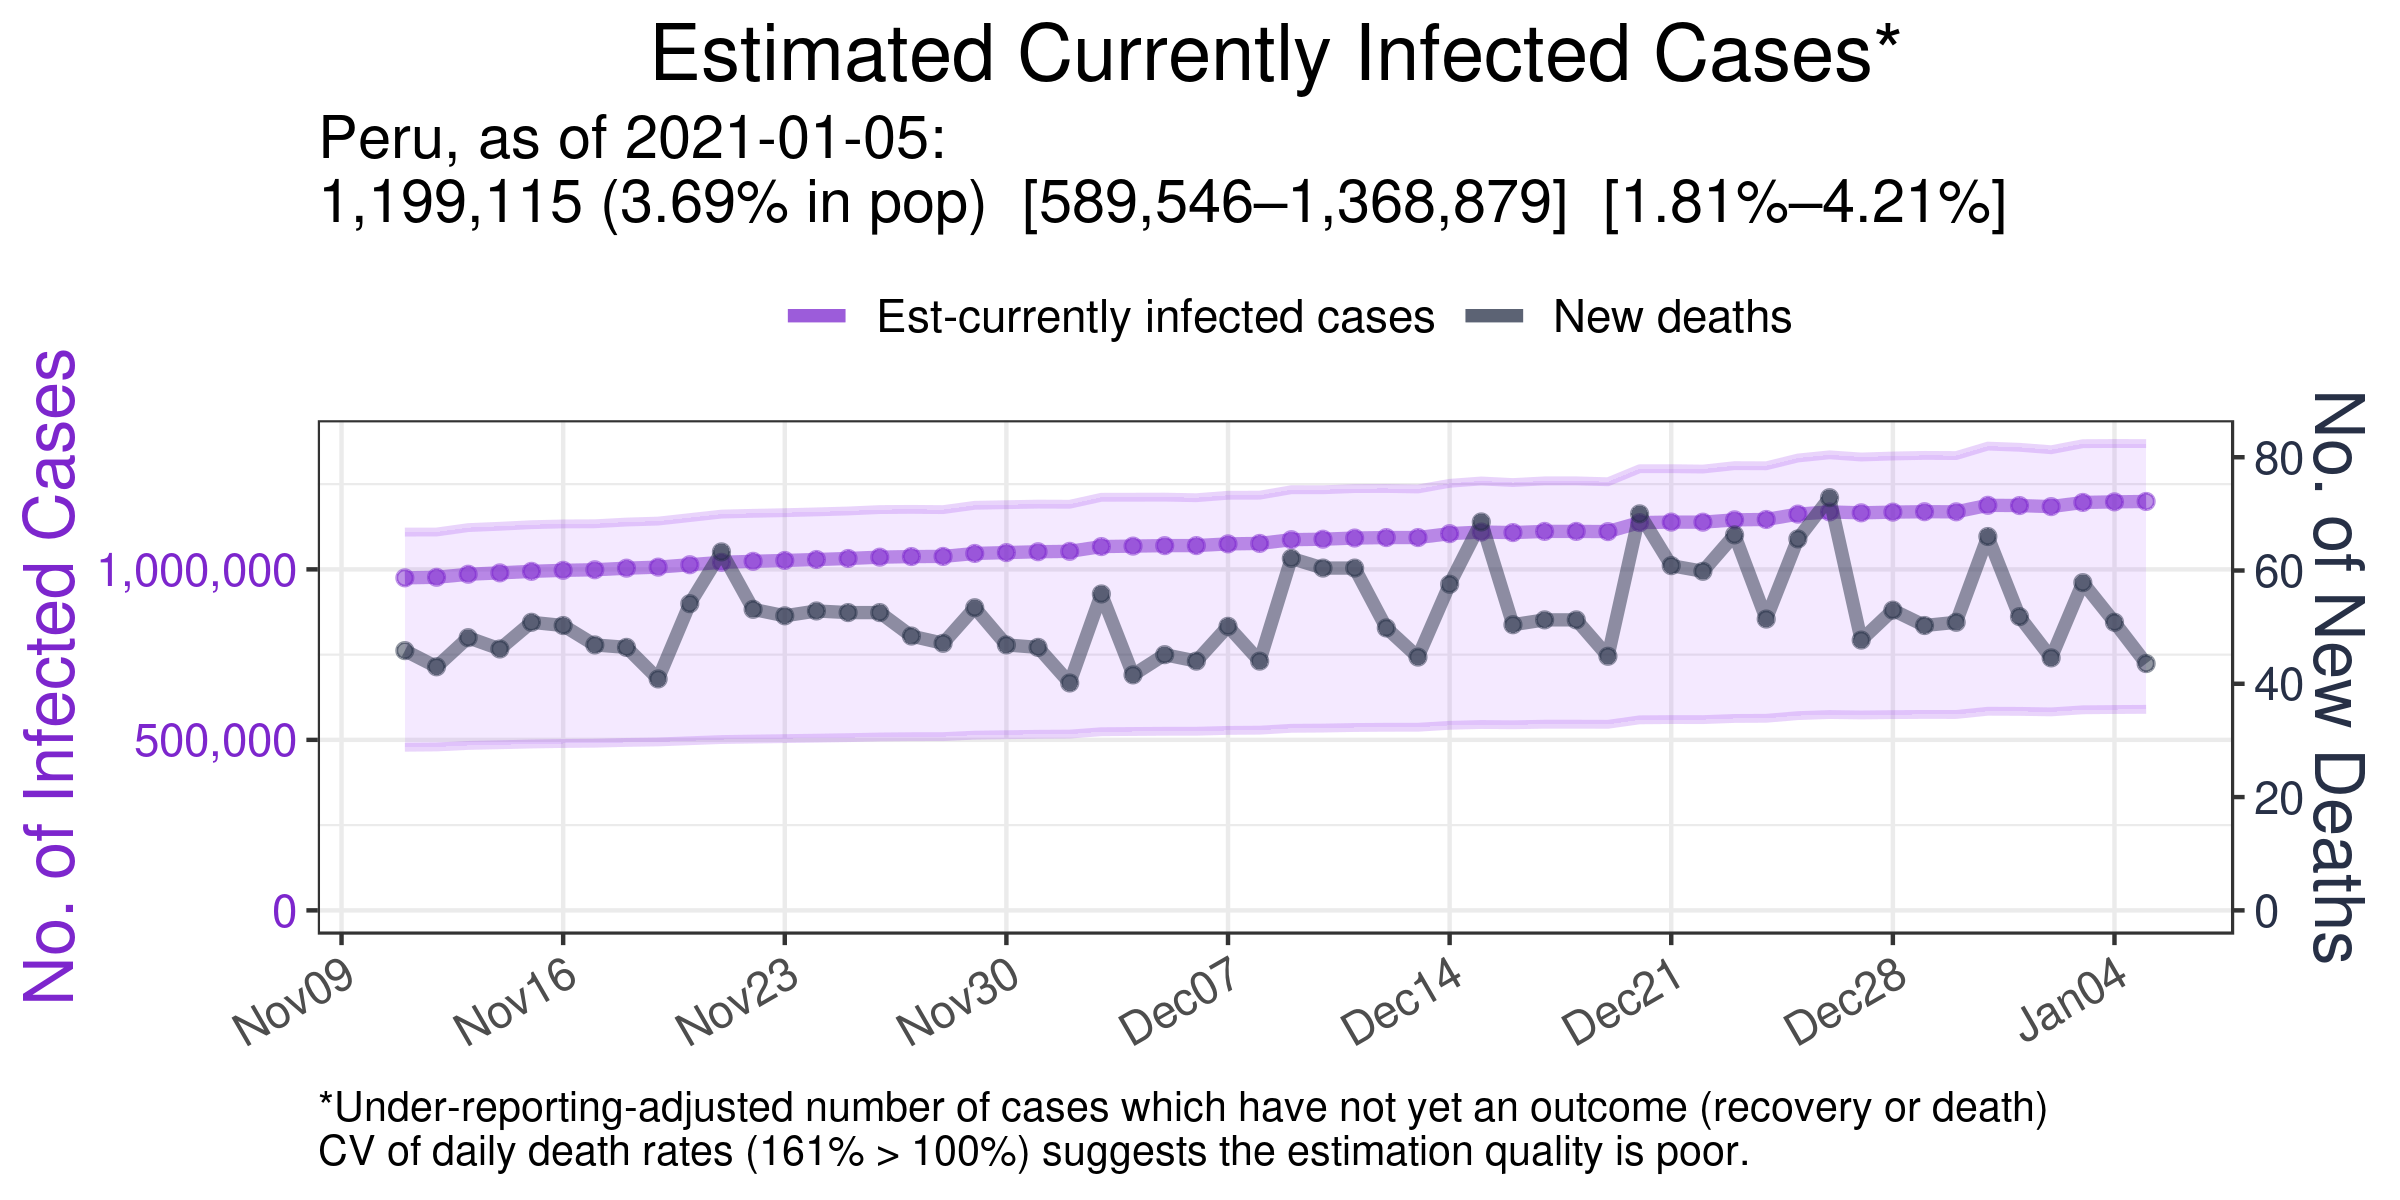 Estimated Currently Infected Cases*
Peru, as of 2021-01-05:
1,199,115 (3.69% in pop)  [589,546–1,368,879]  [1.81%–4.21%]
Est-currently infected cases
New deaths
No. of Infected Cases
1,000,000
500,000
0
80
60
40
20
0
No. of New Deaths
Nov09
Nov16
Nov23
Nov30
Dec07
Dec14
Dec21
Dec28
Jan04
*Under-reporting-adjusted number of cases which have not yet an outcome (recovery or death)
CV of daily death rates (161% > 100%) suggests the estimation quality is poor.